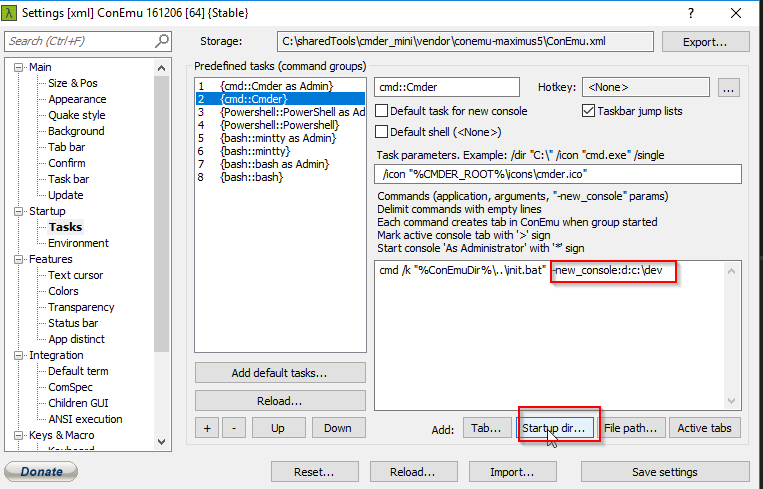 λ Settings [xml] ConEmu 161206 [64] {Stable} ? ×
Search (Ctrl+F)
Storage: C:\sharedTools\cmder_mini\vendor\conemu-maximus5\ConEmu.xml Export...
Main
Size & Pos
Appearance
Quake style
Background
Tab bar
Confirm
Task bar
Update
Startup
Tasks
Environment
Features
Text cursor
Colors
Transparency
Status bar
App distinct
Integration
Default term
ComSpec
Children GUI
ANSI execution
Keys & Macro
Keyboard
Predefined tasks (command groups)
1 {cmd::Cmder as Admin}
2 {cmd::Cmder}
3 {Powershell::PowerShell as Ad
4 {Powershell::Powershell}
5 {bash::mintty as Admin}
6 {bash::mintty}
7 {bash::bash as Admin}
8 {bash::bash}
Add default tasks...
Reload...
+ - Up Down
cmd::Cmder Hotkey: <None> ...
Default task for new console Taskbar jump lists
Default shell (<None>)
Task parameters. Example: /dir "C:\" /icon "cmd.exe" /single
/icon "%CMDER_ROOT%\icons\cmder.ico"
Commands (application, arguments, "-new_console" params)
Delimit commands with empty lines
Each command creates tab in ConEmu when group started
Mark active console tab with '>' sign
Start console 'As Administrator' with '*' sign
cmd /k "%ConEmuDir%\..\init.bat" -new_console:d:c:\dev
Add: Tab... Startup dir... File path... Active tabs
Donate Reset... Reload... Import... Save settings